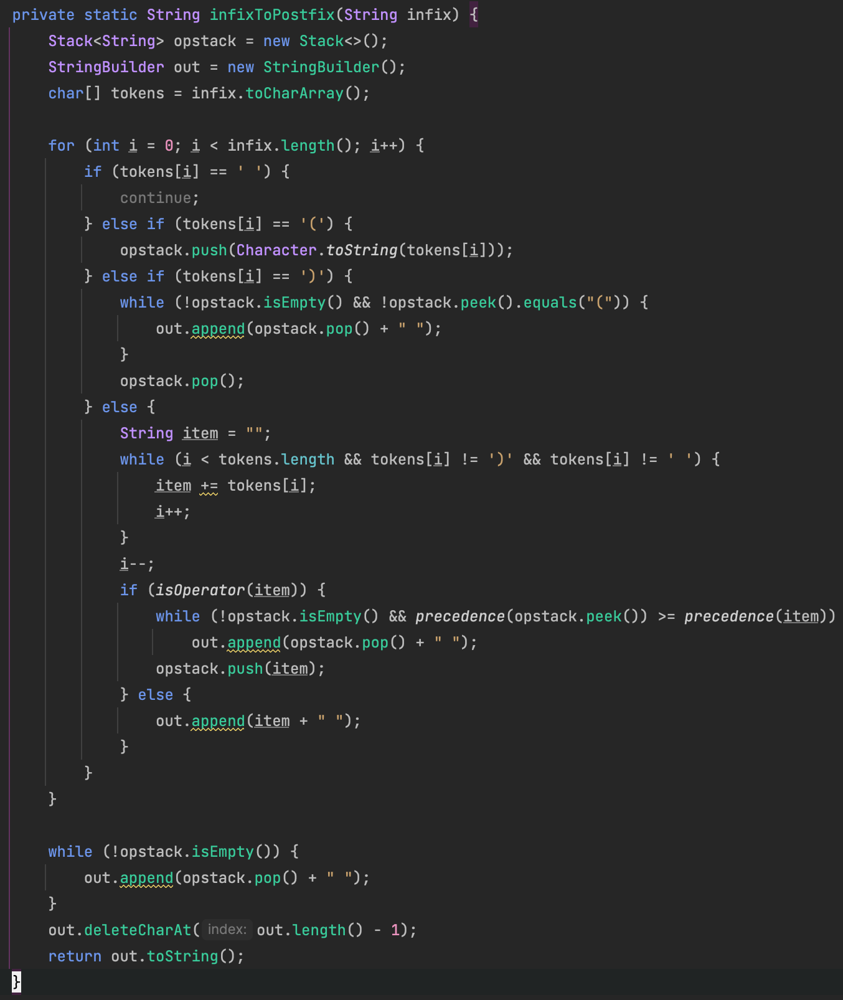 private static String infixToPostfix(String infix) {
    Stack<String> opstack = new Stack<>();
    StringBuilder out = new StringBuilder();
    char[] tokens = infix.toCharArray();

    for (int i = 0; i < infix.length(); i++) {
        if (tokens[i] == ' ') {
            continue;
        } else if (tokens[i] == '(') {
            opstack.push(Character.toString(tokens[i]));
        } else if (tokens[i] == ')') {
            while (!opstack.isEmpty() && !opstack.peek().equals("(")) {
                out.append(opstack.pop() + " ");
            }
            opstack.pop();
        } else {
            String item = "";
            while (i < tokens.length && tokens[i] != ')' && tokens[i] != ' ') {
                item += tokens[i];
                i++;
            }
            i--;
            if (isOperator(item)) {
                while (!opstack.isEmpty() && precedence(opstack.peek()) >= precedence(item))
                    out.append(opstack.pop() + " ");
                opstack.push(item);
            } else {
                out.append(item + " ");
            }
        }
    }

    while (!opstack.isEmpty()) {
        out.append(opstack.pop() + " ");
    }
    out.deleteCharAt( index: out.length() - 1);
    return out.toString();
}